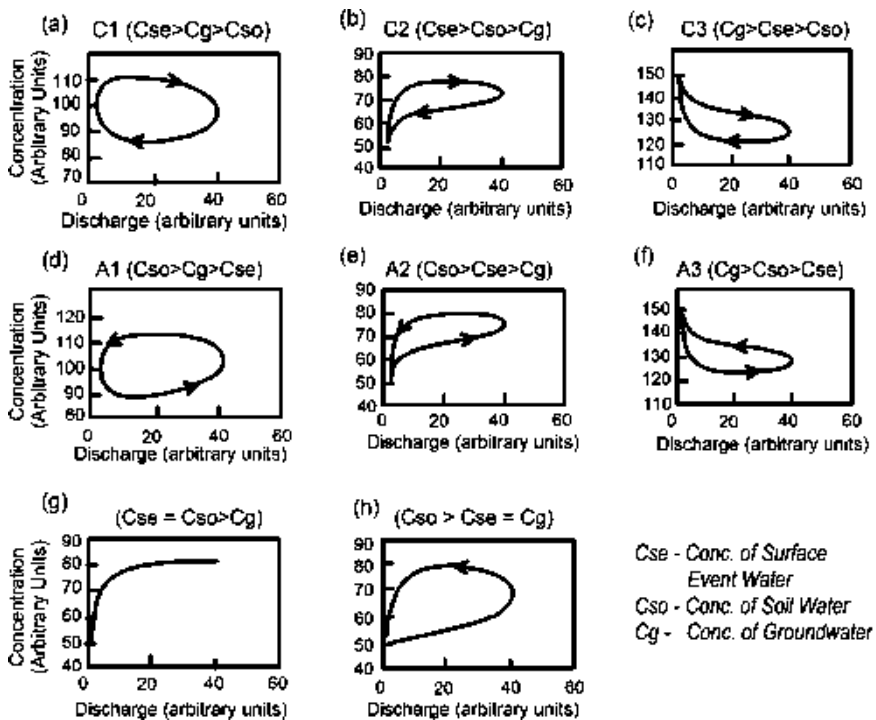 (a) C1 (Cse>Cg>Cso)
Concentration
(Arbitrary Units)
110
100
90
80
70
0 20 40 60
Discharge (arbitrary units)
(b) C2 (Cse>Cso>Cg)
90
80
70
60
50
40
0 20 40 60
Discharge (arbitrary units)
(c) C3 (Cg>Cse>Cso)
150
140
130
120
110
0 20 40 60
Discharge (arbitrary units)
(d) A1 (Cso>Cg>Cse)
Concentration
(Arbitrary Units)
120
110
100
90
60
0 20 40 60
Discharge (arbitrary units)
(e) A2 (Cso>Cse>Cg)
90
80
70
60
50
40
0 20 40 60
Discharge (arbitrary units)
(f) A3 (Cg>Cso>Cse)
150
140
130
120
110
0 20 40 60
Discharge (arbitrary units)
(g) (Cse = Cso>Cg)
Concentration
(Arbitrary Units)
90
80
70
60
50
40
0 20 40 60
Discharge (arbitrary units)
(h) (Cso > Cse = Cg)
90
80
70
60
50
40
0 20 40 60
Discharge (arbitrary units)
Cse - Conc. of Surface
Event Water
Cso - Conc. of Soil Water
Cg - Conc. of Groundwater